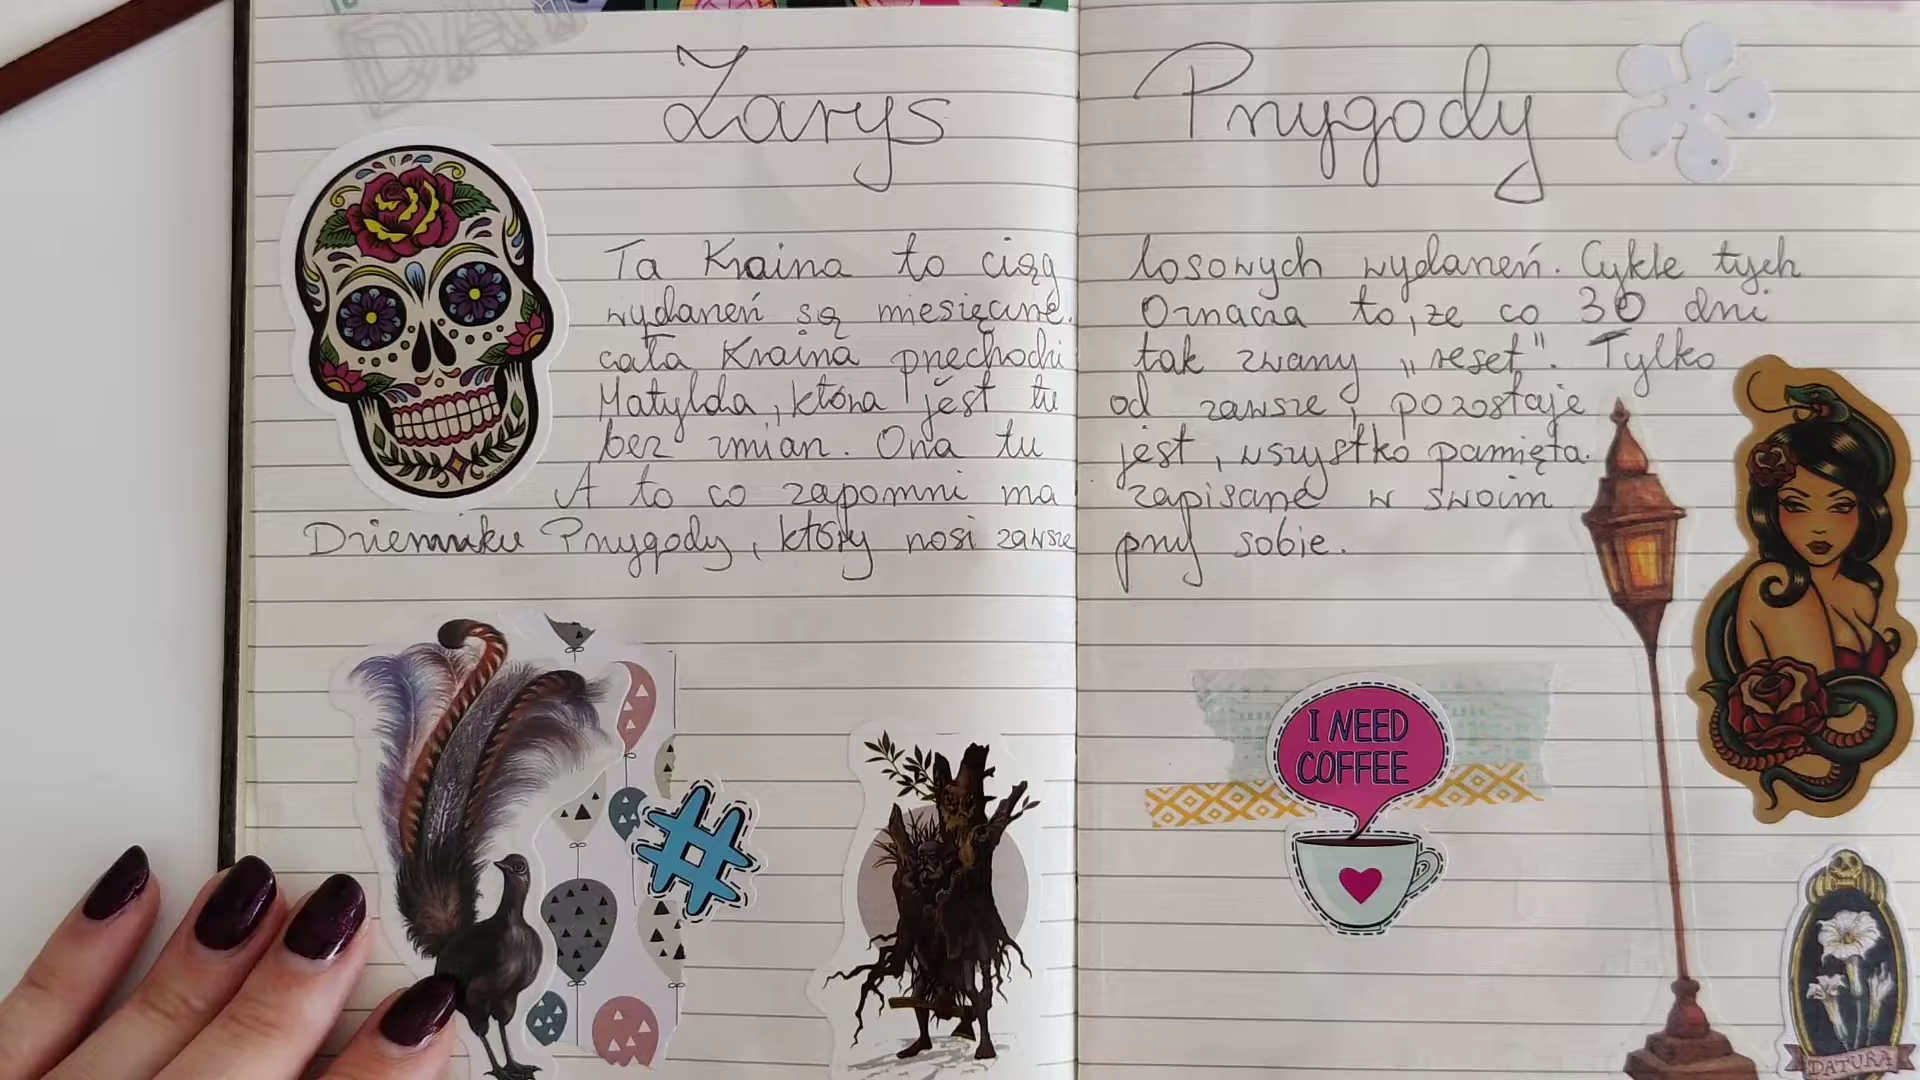 Zarys Przygody
Ta Kraina to ciąg losowych wydarzeń. Cykle tych
wydarzeń są miesięczne. Oznacza to, że co 30 dni
cała Kraina przechodzi tak zwany „reset". Tylko
Matylda, która jest tu od zawsze, pozostaje
bez zmian. Ona tu jest, wszystko pamięta.
A to co zapomni ma zapisane w swoim
Dzienniku Przygody, który nosi zawsze przy sobie.
I NEED
COFFEE
#
DATURA